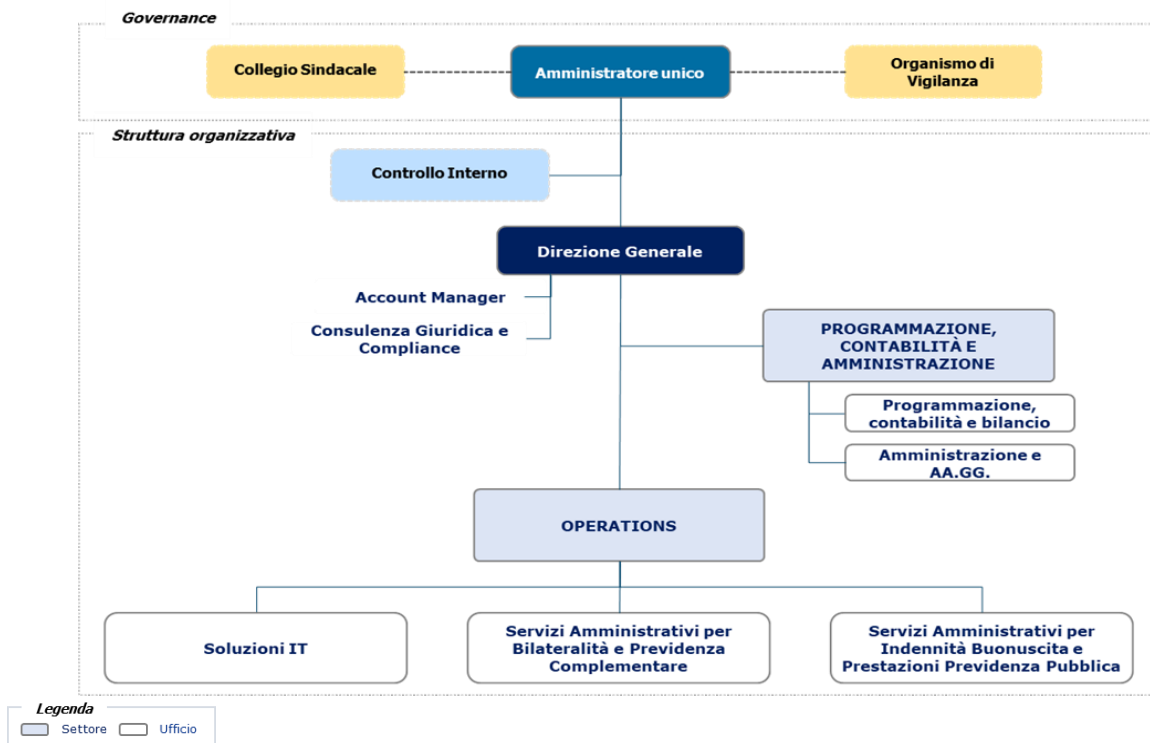 Governance
Collegio Sindacale
Amministratore unico
Organismo di
Vigilanza
Struttura organizzativa
Controllo Interno
Direzione Generale
Account Manager
Consulenza Giuridica e
Compliance
PROGRAMMAZIONE,
CONTABILITÀ E
AMMINISTRAZIONE
Programmazione,
contabilità e bilancio
Amministrazione e
AA.GG.
OPERATIONS
Soluzioni IT
Servizi Amministrativi per
Bilateralità e Previdenza
Complementare
Servizi Amministrativi per
Indennità Buonuscita e
Prestazioni Previdenza Pubblica
Legenda
Settore
Ufficio